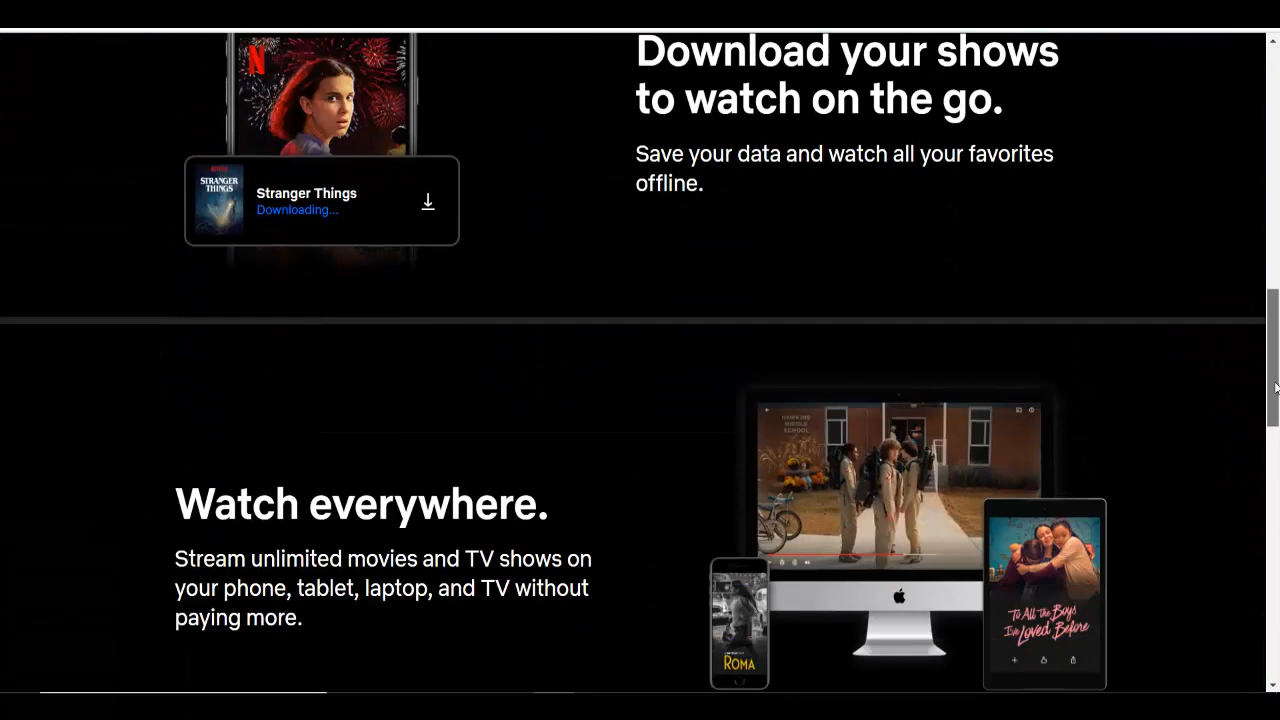 Download your shows
to watch on the go.
Save your data and watch all your favorites
offline.
N
NETFLIX
STRANGER
THINGS
Stranger Things
Downloading...
Watch everywhere.
Stream unlimited movies and TV shows on
your phone, tablet, laptop, and TV without
paying more.
HAWKINS
MIDDLE
SCHOOL
To All The Boys
I've Loved Before
ROMA